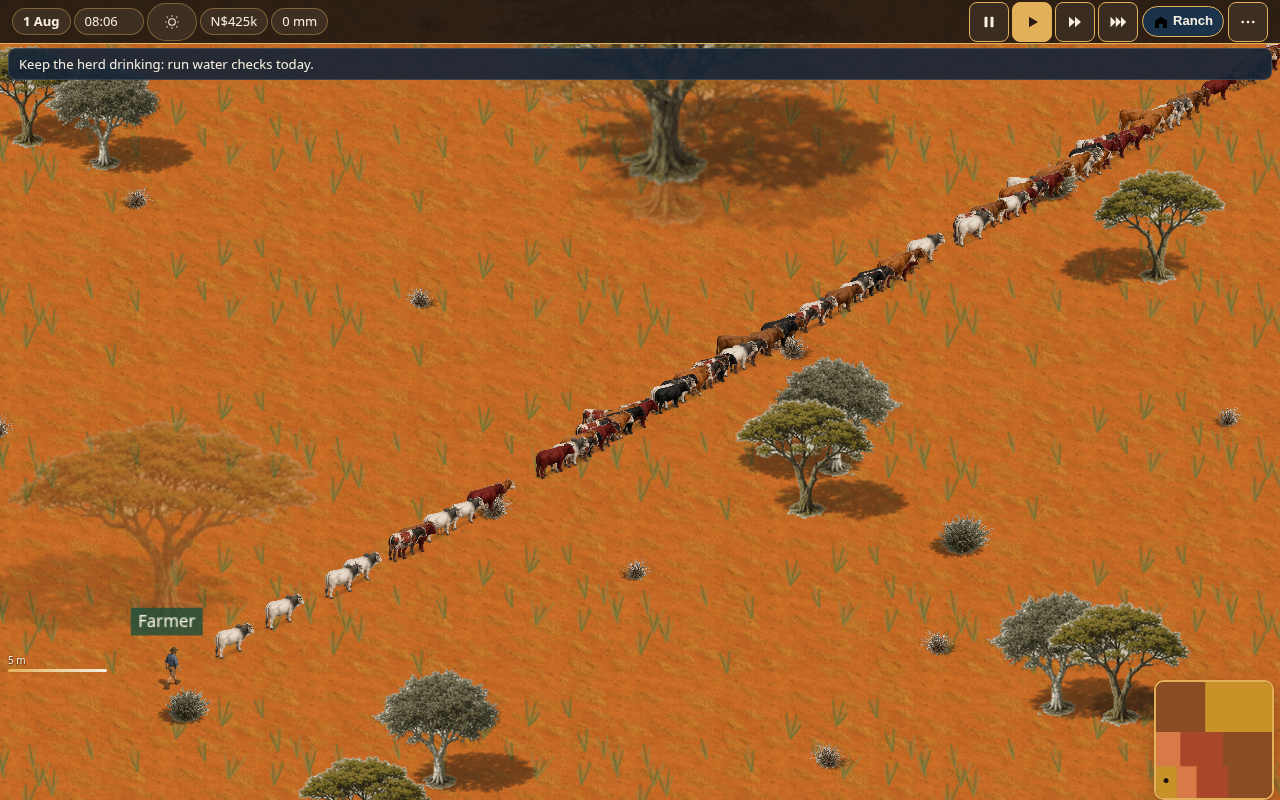 1 Aug
08:06
N$425k
0 mm
Ranch
Keep the herd drinking: run water checks today.
Farmer
5 m